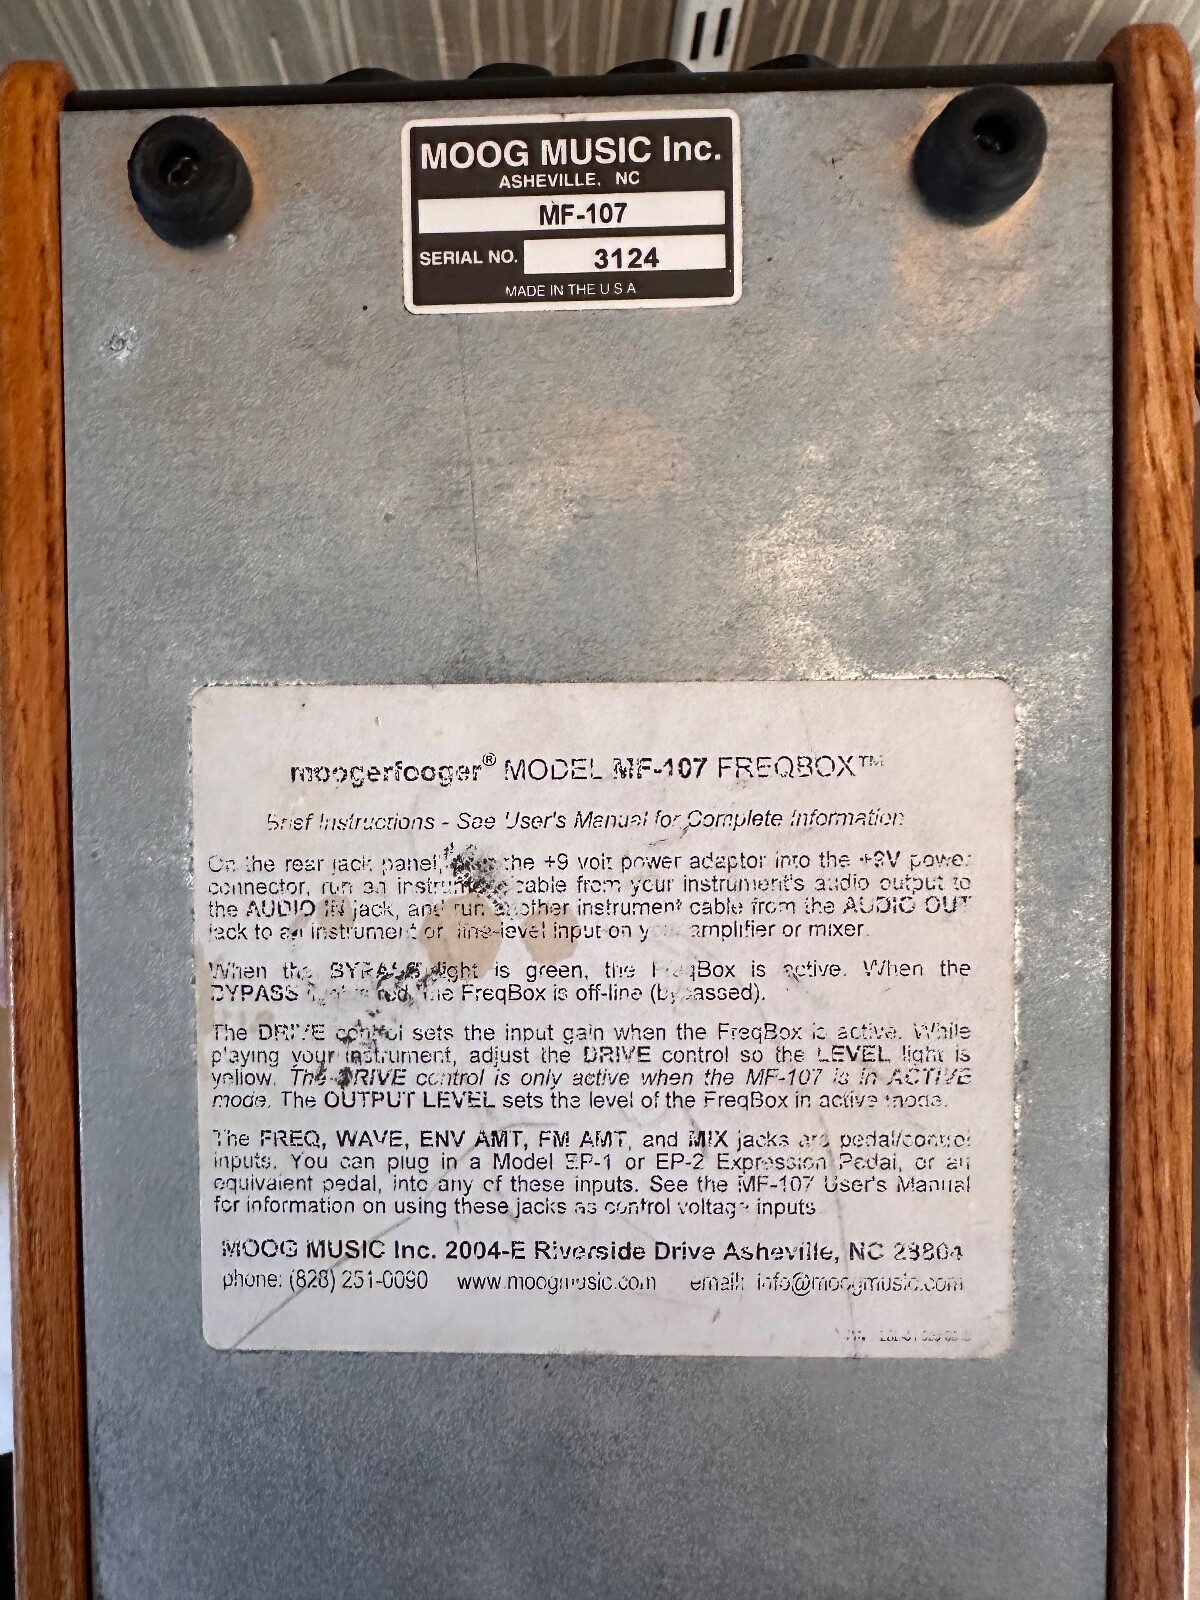 MOOG MUSIC Inc.
ASHEVILLE, NC
MF-107
SERIAL NO. 3124
MADE IN THE U S A
moogerfooger® MODEL MF-107 FREQBOX™
Brief Instructions - See User's Manual for Complete Information
On the rear jack panel, the +9 volt power adaptor into the +9V power
connector, run an instrument cable from your instrument's audio output to
the AUDIO IN jack, and run another instrument cable from the AUDIO OUT
jack to an instrument or line-level input on your amplifier or mixer.
When the BYPASS light is green, the FreqBox is active. When the
BYPASS light is red, the FreqBox is off-line (bypassed).
The DRIVE control sets the input gain when the FreqBox is active. While
playing your instrument, adjust the DRIVE control so the LEVEL light is
yellow. The DRIVE control is only active when the MF-107 is in ACTIVE
mode. The OUTPUT LEVEL sets the level of the FreqBox in active mode.
The FREQ, WAVE, ENV AMT, FM AMT, and MIX jacks are pedal/control
inputs. You can plug in a Model EP-1 or EP-2 Expression Pedal, or an
equivalent pedal, into any of these inputs. See the MF-107 User's Manual
for information on using these jacks as control voltage inputs.
MOOG MUSIC Inc. 2004-E Riverside Drive Asheville, NC 28804
phone: (828) 251-0090 www.moogmusic.com email: info@moogmusic.com